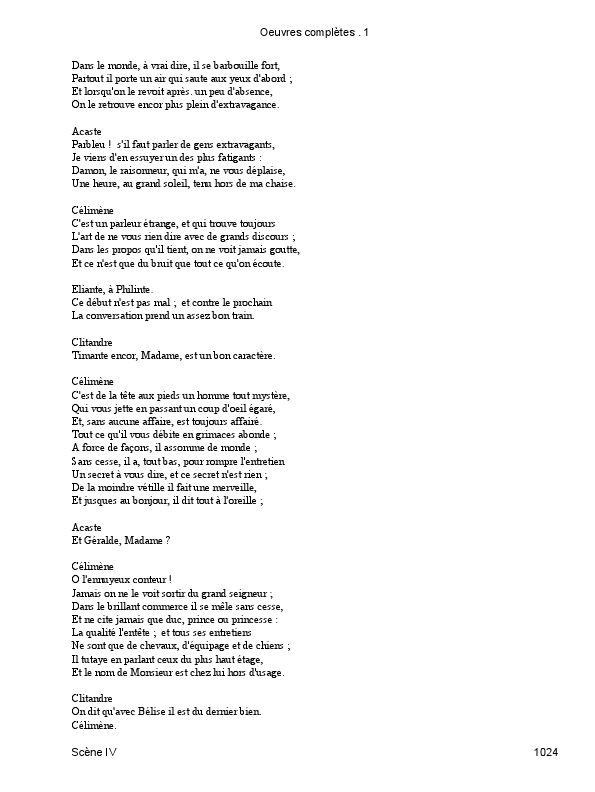 Oeuvres complètes . 1
Dans le monde, à vrai dire, il se barbouille fort,
Partout il porte un air qui saute aux yeux d'abord ;
Et lorsqu'on le revoit après. un peu d'absence,
On le retrouve encor plus plein d'extravagance.
Acaste
Parbleu ! s'il faut parler de gens extravagants,
Je viens d'en essuyer un des plus fatigants :
Damon, le raisonneur, qui m'a, ne vous déplaise,
Une heure, au grand soleil, tenu hors de ma chaise.
Célimène
C'est un parleur étrange, et qui trouve toujours
L'art de ne vous rien dire avec de grands discours ;
Dans les propos qu'il tient, on ne voit jamais goutte,
Et ce n'est que du bruit que tout ce qu'on écoute.
Eliante, à Philinte.
Ce début n'est pas mal ; et contre le prochain
La conversation prend un assez bon train.
Clitandre
Timante encor, Madame, est un bon caractère.
Célimène
C'est de la tête aux pieds un homme tout mystère,
Qui vous jette en passant un coup d'oeil égaré,
Et, sans aucune affaire, est toujours affairé.
Tout ce qu'il vous débite en grimaces abonde ;
A force de façons, il assomme de monde ;
Sans cesse, il a, tout bas, pour rompre l'entretien
Un secret à vous dire, et ce secret n'est rien ;
De la moindre vétille il fait une merveille,
Et jusques au bonjour, il dit tout à l'oreille ;
Acaste
Et Géralde, Madame ?
Célimène
O l'ennuyeux conteur !
Jamais on ne le voit sortir du grand seigneur ;
Dans le brillant commerce il se mêle sans cesse,
Et ne cite jamais que duc, prince ou princesse :
La qualité l'entête ; et tous ses entretiens
Ne sont que de chevaux, d'équipage et de chiens ;
Il tutaye en parlant ceux du plus haut étage,
Et le nom de Monsieur est chez lui hors d'usage.
Clitandre
On dit qu'avec Bélise il est du dernier bien.
Célimène.
Scène IV
1024